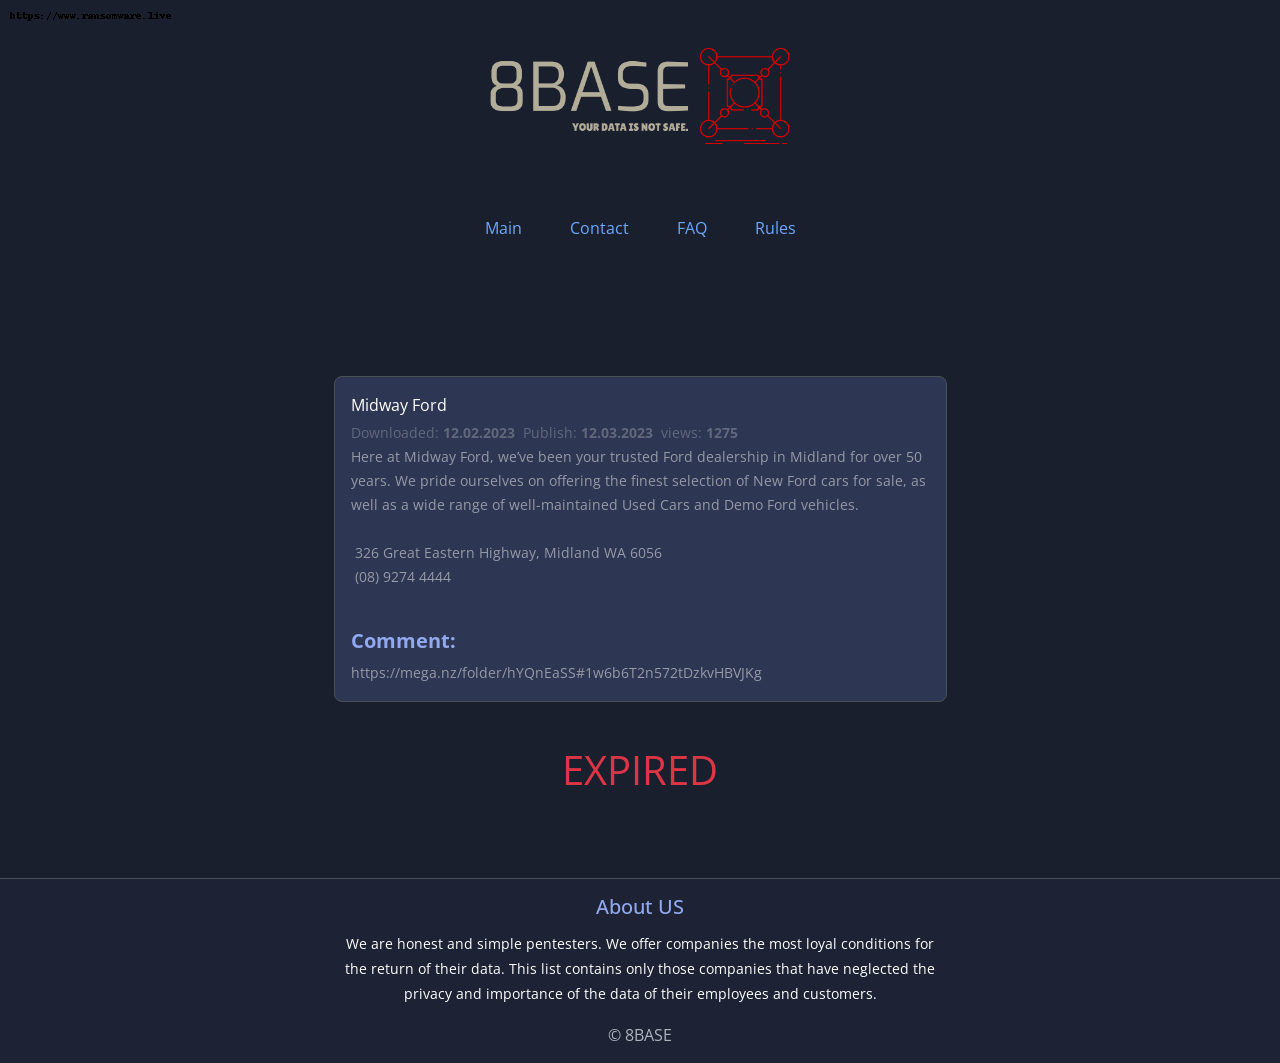 https://www.ransomware.live
8BASE
YOUR DATA IS NOT SAFE.
Main Contact FAQ Rules
Midway Ford
Downloaded: 12.02.2023 Publish: 12.03.2023 views: 1275
Here at Midway Ford, we’ve been your trusted Ford dealership in Midland for over 50
years. We pride ourselves on offering the finest selection of New Ford cars for sale, as
well as a wide range of well-maintained Used Cars and Demo Ford vehicles.
326 Great Eastern Highway, Midland WA 6056
(08) 9274 4444
Comment:
https://mega.nz/folder/hYQnEaSS#1w6b6T2n572tDzkvHBVJKg
EXPIRED
About US
We are honest and simple pentesters. We offer companies the most loyal conditions for
the return of their data. This list contains only those companies that have neglected the
privacy and importance of the data of their employees and customers.
© 8BASE